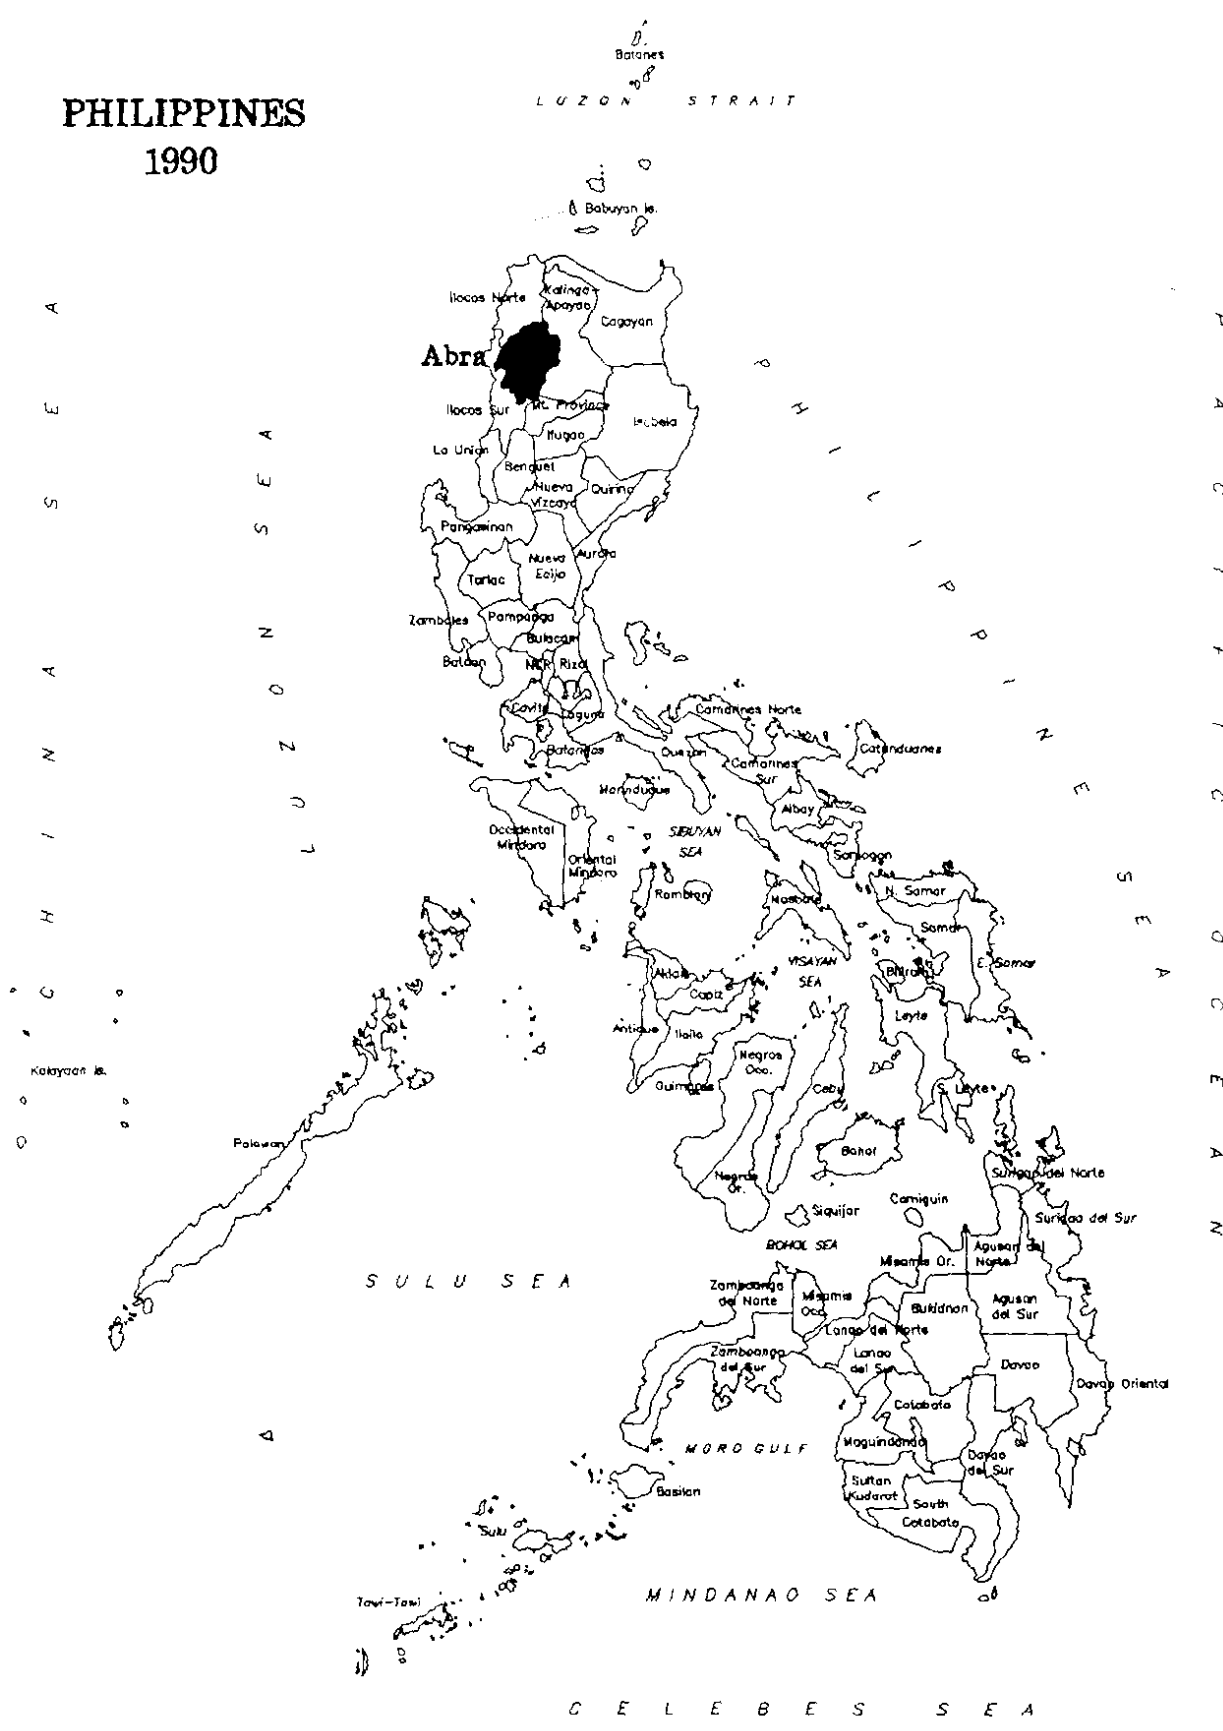 Batanes
LUZON STRAIT
PHILIPPINES
1990
Babuyan Is.
Ilocos Norte
Kalinga-
Apayao
Cagayan
Abra
Ilocos Sur
Mt. Province
Isabela
Ifugao
La Union
Benguet
Nueva
Vizcaya
Quirino
Pangasinan
Nueva
Ecija
Aurora
Tarlac
Zambales
Pampanga
Bulacan
Bataan
NCR
Rizal
Cavite
Laguna
Camarines Norte
Batangas
Quezon
Catanduanes
Camarines
Sur
Marinduque
Albay
Occidental
Mindoro
SIBUYAN
SEA
Oriental
Mindoro
Sorsogon
Romblon
Masbate
N. Samar
Samar
E. Samar
VISAYAN
SEA
Aklan
Biliran
Capiz
Leyte
Antique
Iloilo
Negros
Occ.
Kalayaan Is.
Guimaras
Cebu
S. Leyte
Palawan
Bohol
Negros
Or.
Surigao del Norte
Siquijor
Camiguin
Surigao del Sur
BOHOL SEA
Misamis Or.
Agusan del
Norte
SULU SEA
Zamboanga
del Norte
Misamis
Occ.
Bukidnon
Agusan
del Sur
Lanao del Norte
Zamboanga
del Sur
Lanao
del Sur
Davao
Davao Oriental
Cotabato
MORO GULF
Maguindanao
Davao
del Sur
Basilan
Sultan
Kudarat
South
Cotabato
Sulu
Tawi-Tawi
MINDANAO SEA
CELEBES SEA
CHINA SEA
LUZON SEA
PHILIPPINE SEA
PACIFIC OCEAN